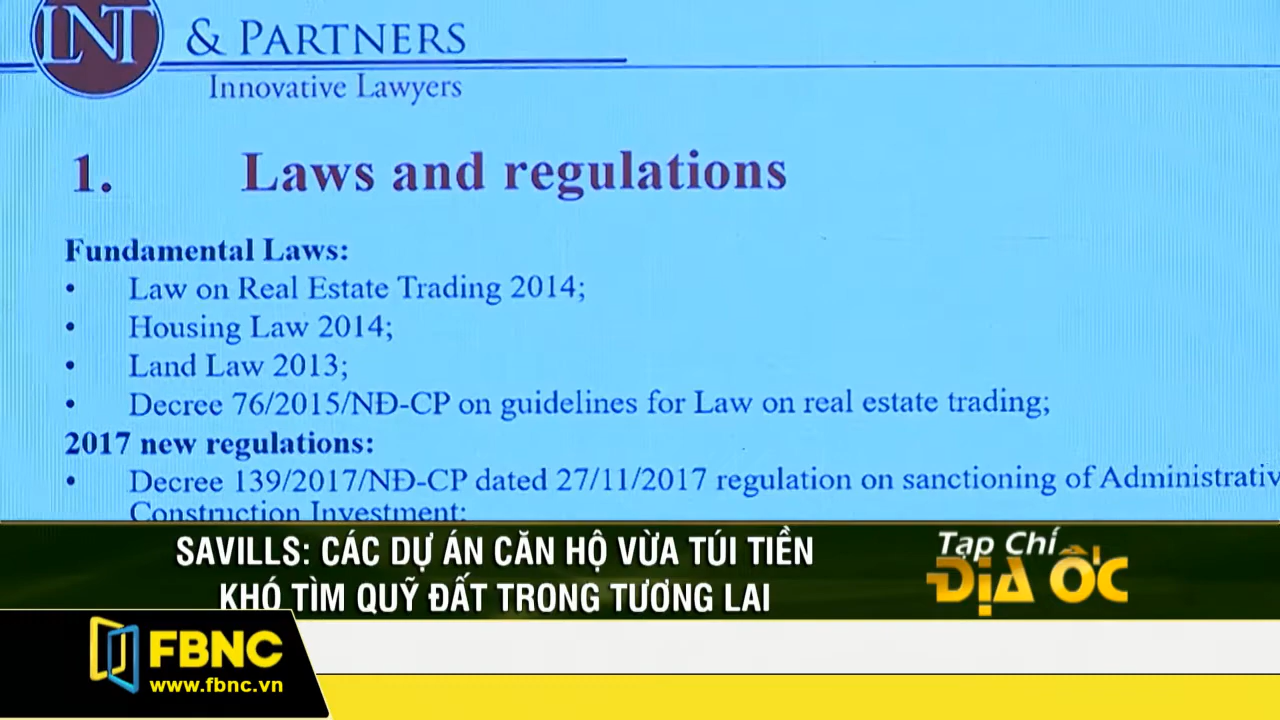 LNT & PARTNERS
Innovative Lawyers
1. Laws and regulations
Fundamental Laws:
• Law on Real Estate Trading 2014;
• Housing Law 2014;
• Land Law 2013;
• Decree 76/2015/NĐ-CP on guidelines for Law on real estate trading;
2017 new regulations:
• Decree 139/2017/NĐ-CP dated 27/11/2017 regulation on sanctioning of Administrativ
Construction Investment;
SAVILLS: CÁC DỰ ÁN CĂN HỘ VỪA TÚI TIỀN
KHÓ TÌM QUỸ ĐẤT TRONG TƯƠNG LAI
Tạp Chí
ĐỊA ỐC
FBNC
www.fbnc.vn